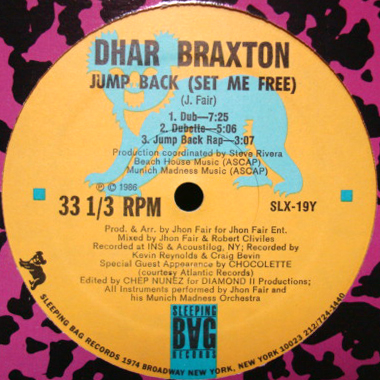 DHAR BRAXTON
JUMP BACK (SET ME FREE)
(J. Fair)
1. Dub—7:25
2. Dubette—5:06
3. Jump Back Rap—3:07
Production coordinated by Steve Rivera
Beach House Music (ASCAP)
Munich Madness Music (ASCAP)
℗ © 1986
33 1/3 RPM
SLX-19Y
Prod. & Arr. by Jhon Fair for Jhon Fair Ent.
Mixed by Jhon Fair & Robert Cliviles
Recorded at INS & Acoustilog, NY; Recorded by
Kevin Reynolds & Craig Bevin
Special Guest Appearence by CHOCOLETTE
(courtesy Atlantic Records)
Edited by CHEP NUNEZ for DIAMOND II Productions;
All Instruments performed by Jhon Fair and
his Munich Madness Orchestra
SLEEPING
BAG
RECORDS
SLEEPING BAG RECORDS 1974 BROADWAY NEW YORK, NEW YORK 10023 212/724-1440